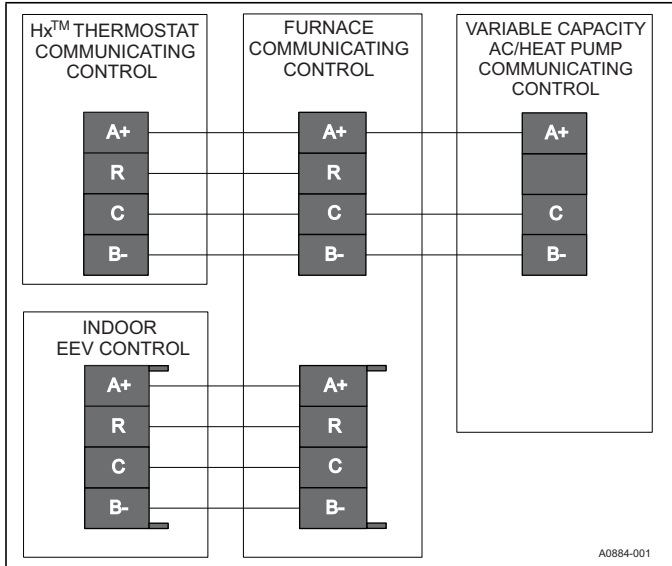 Hx™ THERMOSTAT
COMMUNICATING
CONTROL
A+
R
C
B-
FURNACE
COMMUNICATING
CONTROL
A+
R
C
B-
VARIABLE CAPACITY
AC/HEAT PUMP
COMMUNICATING
CONTROL
A+
C
B-
INDOOR
EEV CONTROL
A+
R
C
B-
A+
R
C
B-
A0884-001